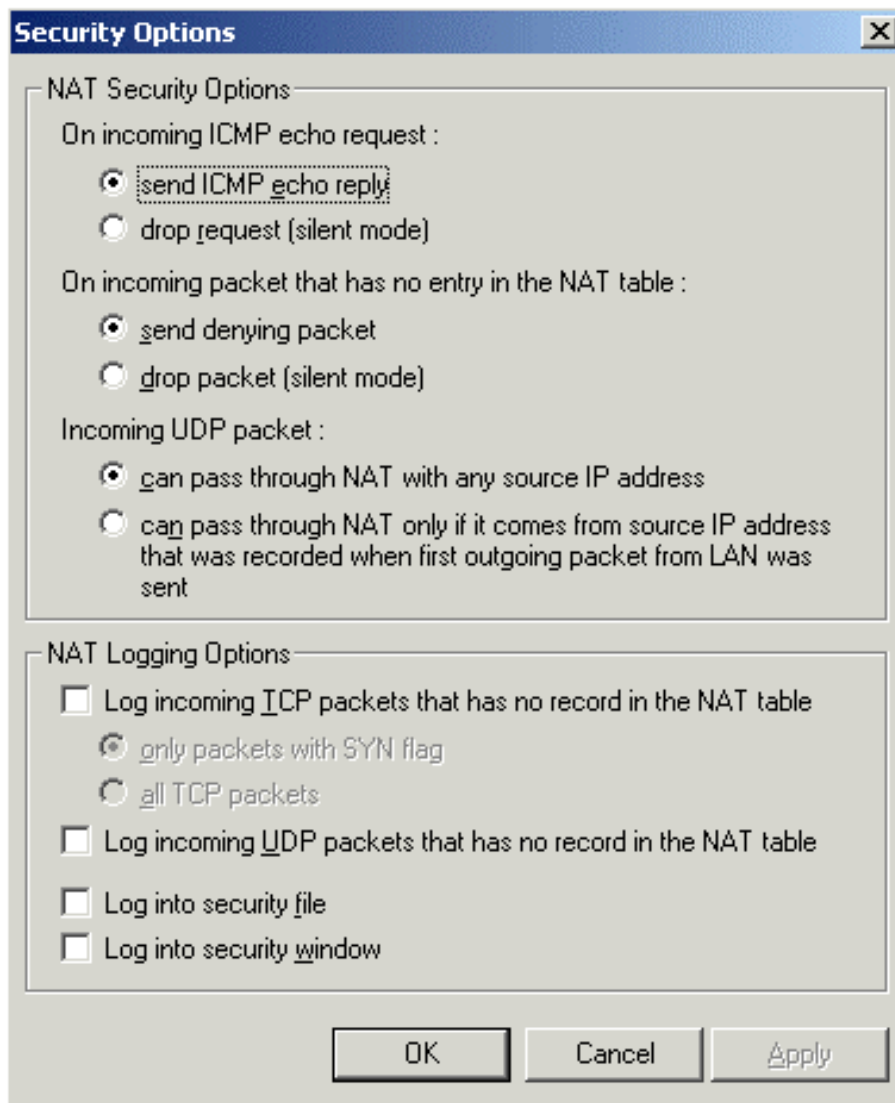 Security Options
NAT Security Options
On incoming ICMP echo request :
send ICMP echo reply
drop request (silent mode)
On incoming packet that has no entry in the NAT table :
send denying packet
drop packet (silent mode)
Incoming UDP packet :
can pass through NAT with any source IP address
can pass through NAT only if it comes from source IP address
that was recorded when first outgoing packet from LAN was
sent
NAT Logging Options
Log incoming TCP packets that has no record in the NAT table
only packets with SYN flag
all TCP packets
Log incoming UDP packets that has no record in the NAT table
Log into security file
Log into security window
OK Cancel Apply